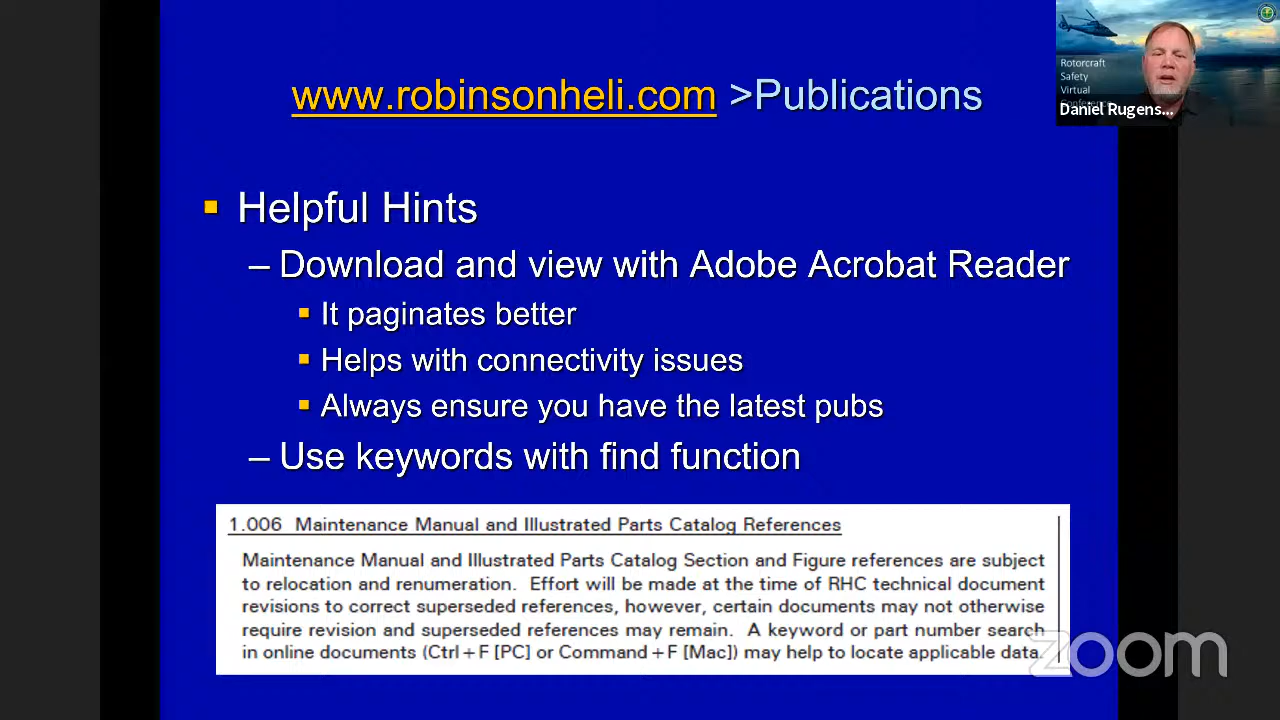 www.robinsonheli.com >Publications
Rotorcraft
Safety
Virtual
Daniel Rugens...
Helpful Hints
– Download and view with Adobe Acrobat Reader
It paginates better
Helps with connectivity issues
Always ensure you have the latest pubs
– Use keywords with find function
1.006 Maintenance Manual and Illustrated Parts Catalog References
Maintenance Manual and Illustrated Parts Catalog Section and Figure references are subject
to relocation and renumeration. Effort will be made at the time of RHC technical document
revisions to correct superseded references, however, certain documents may not otherwise
require revision and superseded references may remain. A keyword or part number search
in online documents (Ctrl+F [PC] or Command+F [Mac]) may help to locate applicable data.
zoom